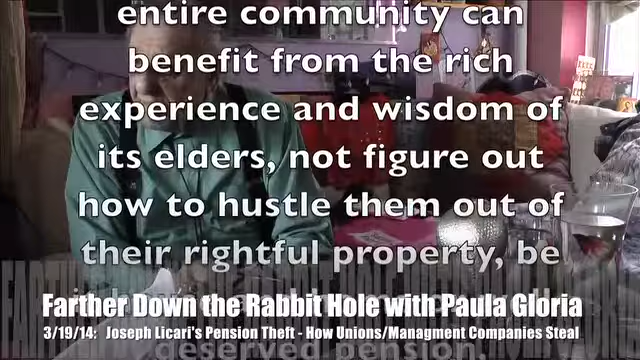 entire community can
benefit from the rich
experience and wisdom of
its elders, not figure out
how to hustle them out of
their rightful property, be
Farther Down the Rabbit Hole with Paula Gloria
3/19/14: Joseph Licari's Pension Theft - How Unions/Managment Companies Steal
deserved pension